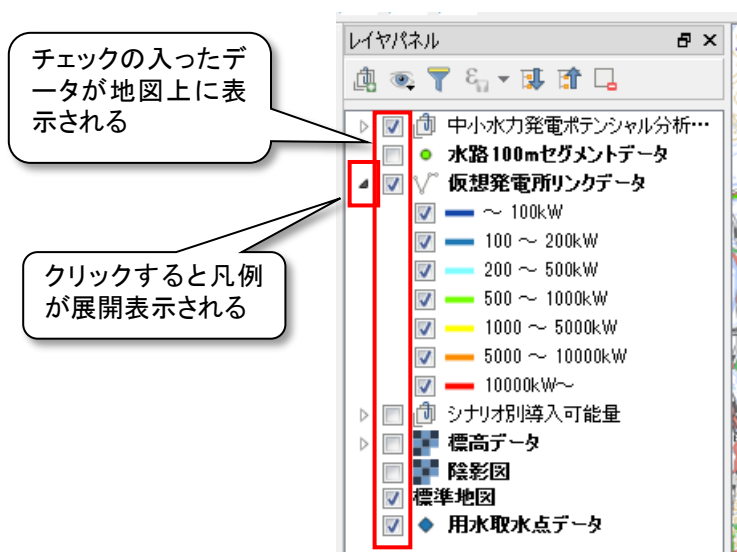 レイヤパネル
チェックの入ったデ
ータが地図上に表
示される
中小水力発電ポテンシャル分析…
水路100mセグメントデータ
仮想発電所リンクデータ
～ 100kW
100 ～ 200kW
200 ～ 500kW
500 ～ 1000kW
1000 ～ 5000kW
5000 ～ 10000kW
10000kW～
クリックすると凡例
が展開表示される
シナリオ別導入可能量
標高データ
陰影図
標準地図
用水取水点データ